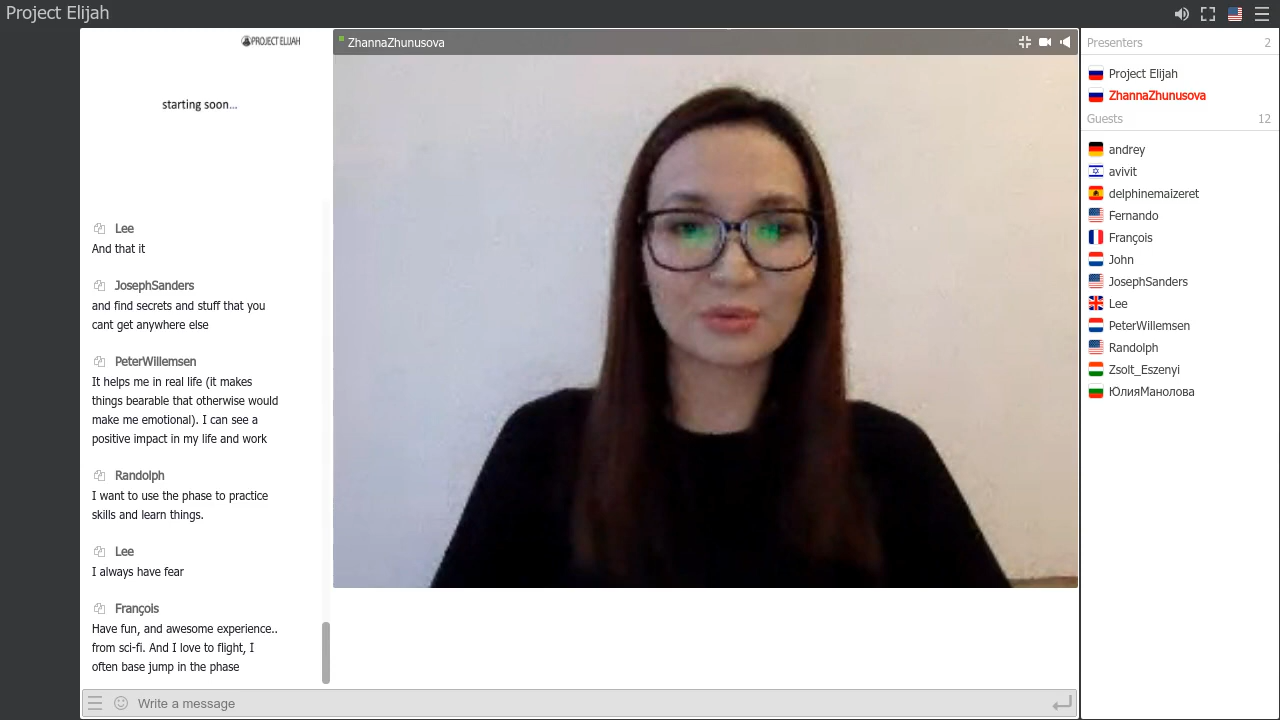 Project Elijah
PROJECT ELIJAH
starting soon...
Lee
And that it
JosephSanders
and find secrets and stuff that you
cant get anywhere else
PeterWillemsen
It helps me in real life (it makes
things bearable that otherwise would
make me emotional). I can see a
positive impact in my life and work
Randolph
I want to use the phase to practice
skills and learn things.
Lee
I always have fear
François
Have fun, and awesome experience..
from sci-fi. And I love to flight, I
often base jump in the phase
Write a message
ZhannaZhunusova
Presenters 2
Project Elijah
ZhannaZhunusova
Guests 12
andrey
avivit
delphinemaizeret
Fernando
François
John
JosephSanders
Lee
PeterWillemsen
Randolph
Zsolt_Eszenyi
ЮлияМанолова